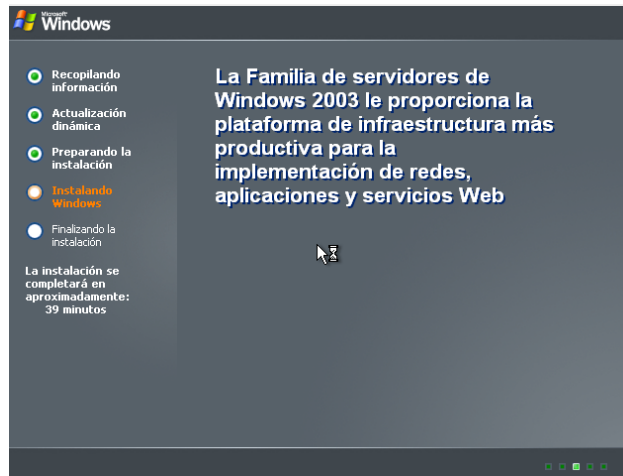 Microsoft
Windows
Recopilando
información
Actualización
dinámica
Preparando la
instalación
Instalando
Windows
Finalizando la
instalación
La instalación se
completará en
aproximadamente:
39 minutos
La Familia de servidores de
Windows 2003 le proporciona la
plataforma de infraestructura más
productiva para la
implementación de redes,
aplicaciones y servicios Web